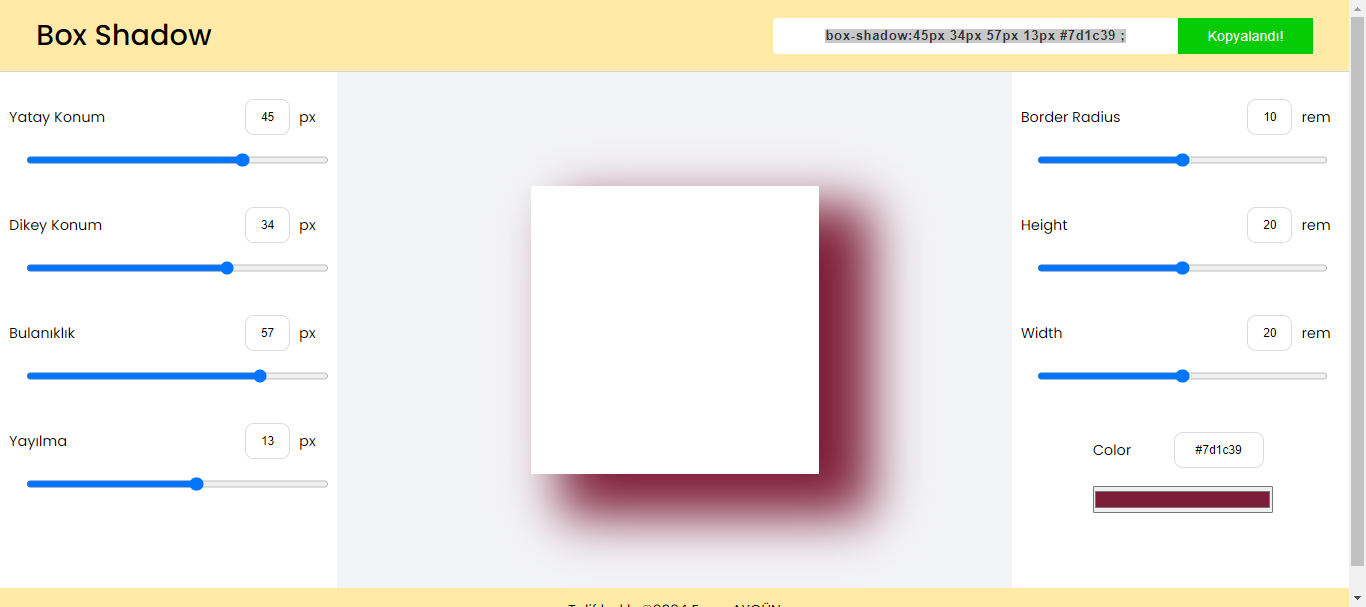 Box Shadow
box-shadow:45px 34px 57px 13px #7d1c39 ;
Kopyalandı!
Yatay Konum 45 px
Dikey Konum 34 px
Bulanıklık 57 px
Yayılma 13 px
Border Radius 10 rem
Height 20 rem
Width 20 rem
Color #7d1c39